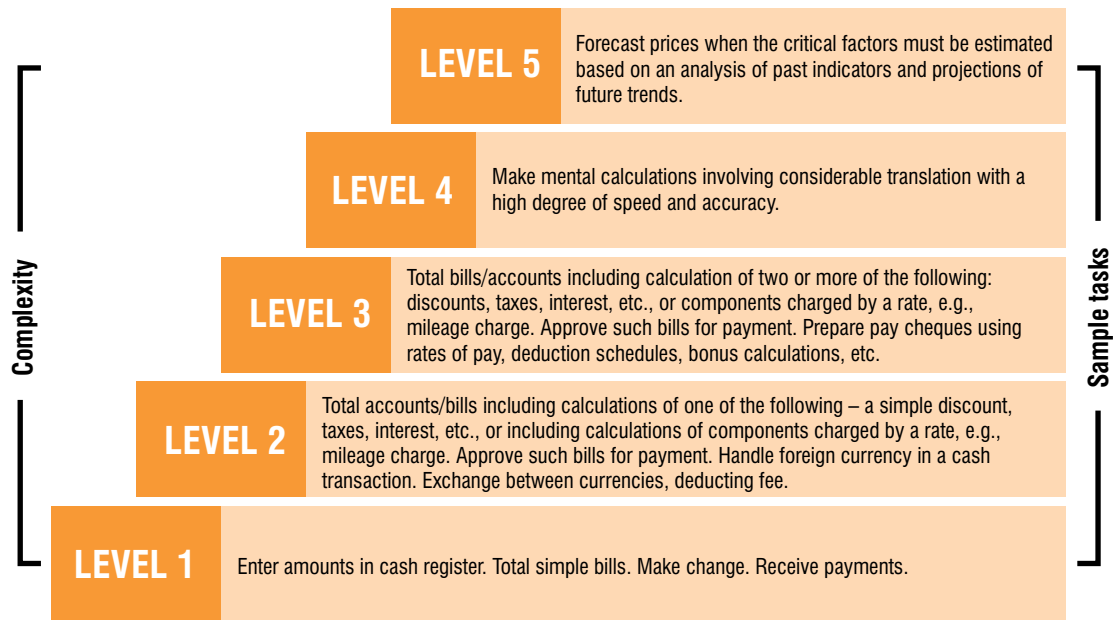 Complexity
Sample tasks
LEVEL 5
Forecast prices when the critical factors must be estimated
based on an analysis of past indicators and projections of
future trends.
LEVEL 4
Make mental calculations involving considerable translation with a
high degree of speed and accuracy.
LEVEL 3
Total bills/accounts including calculation of two or more of the following:
discounts, taxes, interest, etc., or components charged by a rate, e.g.,
mileage charge. Approve such bills for payment. Prepare pay cheques using
rates of pay, deduction schedules, bonus calculations, etc.
LEVEL 2
Total accounts/bills including calculations of one of the following – a simple discount,
taxes, interest, etc., or including calculations of components charged by a rate, e.g.,
mileage charge. Approve such bills for payment. Handle foreign currency in a cash
transaction. Exchange between currencies, deducting fee.
LEVEL 1
Enter amounts in cash register. Total simple bills. Make change. Receive payments.